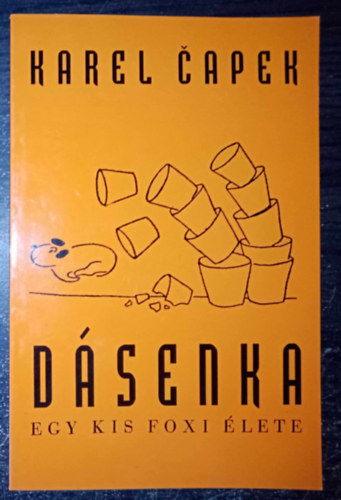 KAREL ČAPEK
DÁSENKA
EGY KIS FOXI ÉLETE